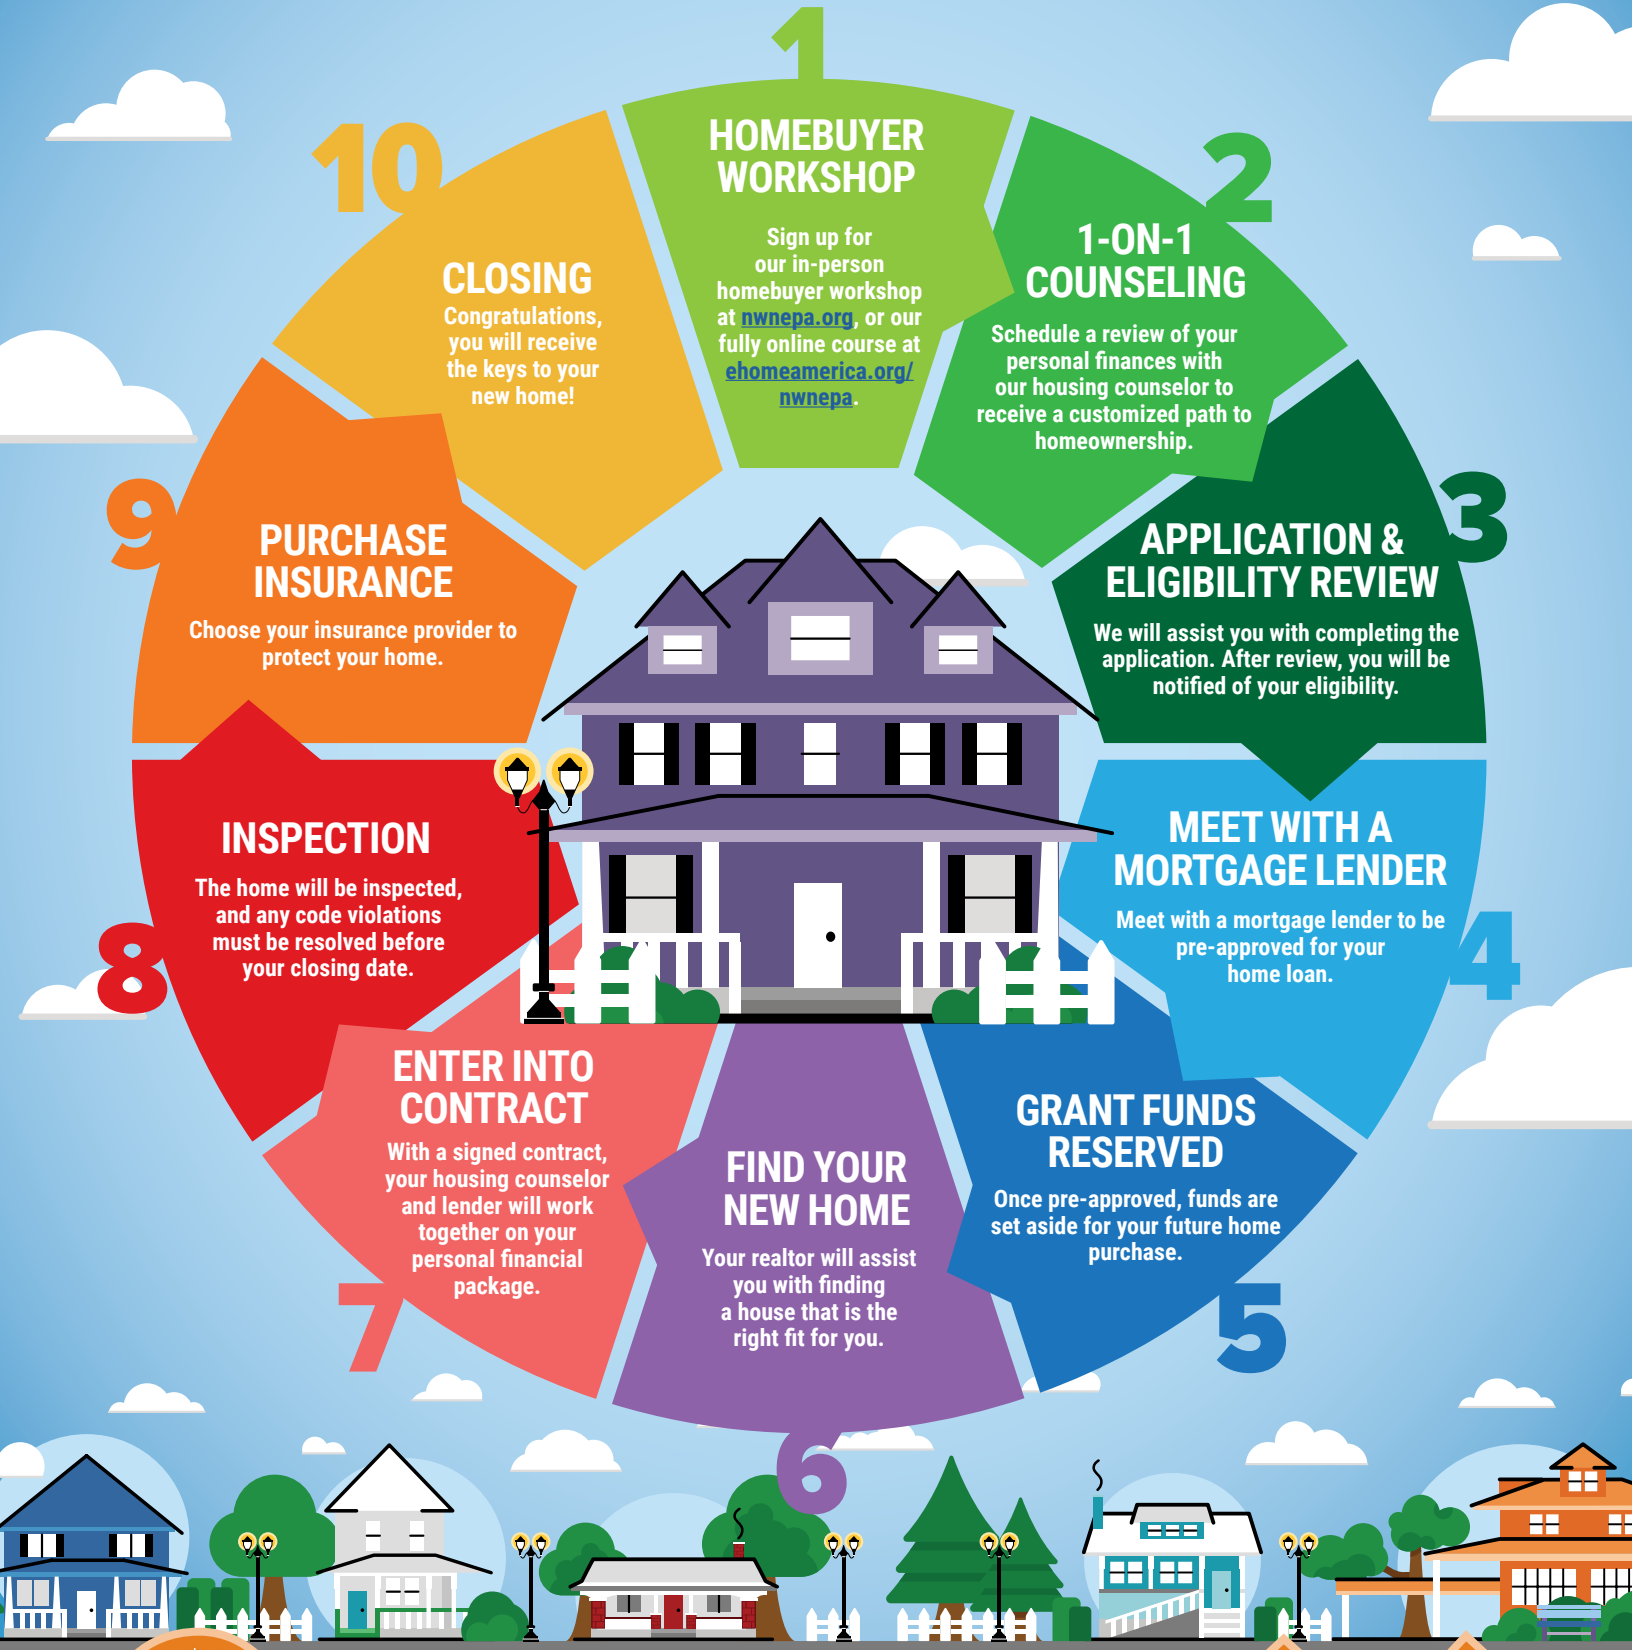 1
HOMEBUYER
WORKSHOP
Sign up for
our in-person
homebuyer workshop
at nwnepa.org, or our
fully online course at
ehomeamerica.org/
nwnepa.
2
1-ON-1
COUNSELING
Schedule a review of your
personal finances with
our housing counselor to
receive a customized path to
homeownership.
3
APPLICATION &
ELIGIBILITY REVIEW
We will assist you with completing the
application. After review, you will be
notified of your eligibility.
4
MEET WITH A
MORTGAGE LENDER
Meet with a mortgage lender to be
pre-approved for your
home loan.
5
GRANT FUNDS
RESERVED
Once pre-approved, funds are
set aside for your future home
purchase.
6
FIND YOUR
NEW HOME
Your realtor will assist
you with finding
a house that is the
right fit for you.
7
ENTER INTO
CONTRACT
With a signed contract,
your housing counselor
and lender will work
together on your
personal financial
package.
8
INSPECTION
The home will be inspected,
and any code violations
must be resolved before
your closing date.
9
PURCHASE
INSURANCE
Choose your insurance provider to
protect your home.
10
CLOSING
Congratulations,
you will receive
the keys to your
new home!